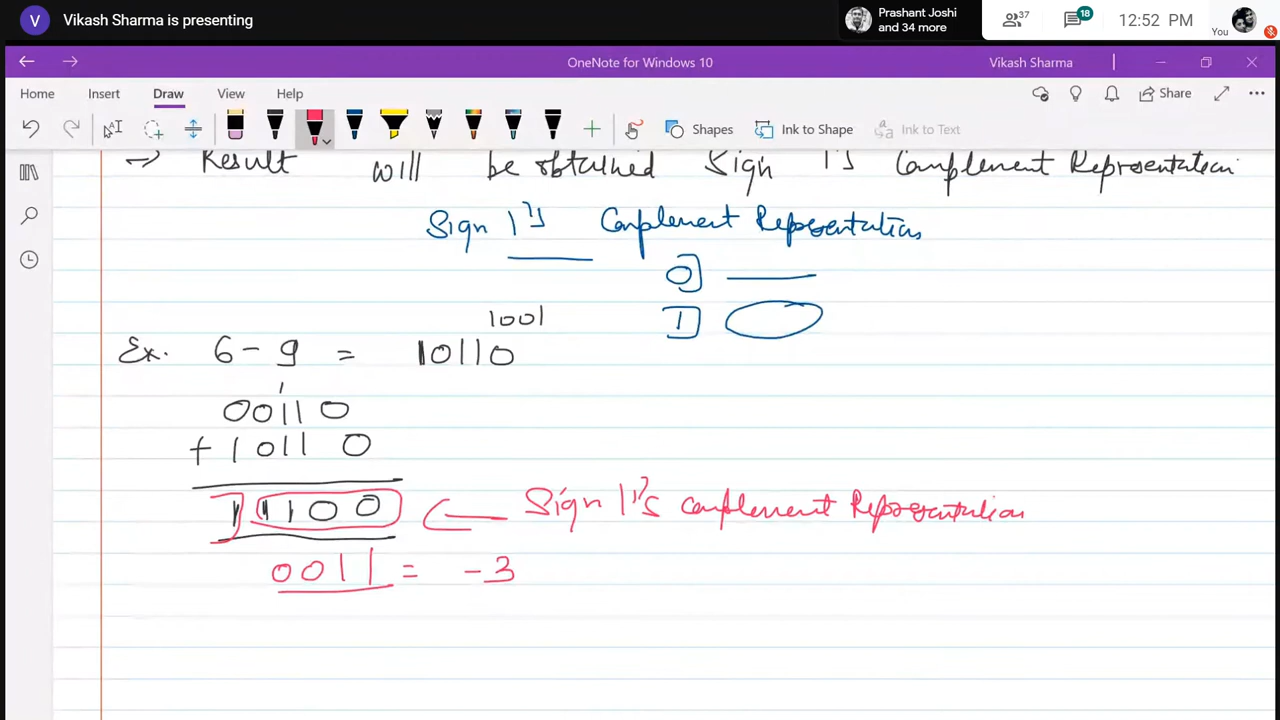 V Vikash Sharma is presenting
Prashant Joshi
and 34 more
37
18
12:52 PM
You
OneNote for Windows 10
Vikash Sharma
Home Insert Draw View Help
Share
Shapes
Ink to Shape
Ink to Text
→ Result will be obtained Sign 1's Complement Representation
Sign 1's Complement Representation
0
1
1001
Ex. 6 - 9 = 10110
1
00110
+ 10110
11100 Sign 1's complement Representation
0011 = -3